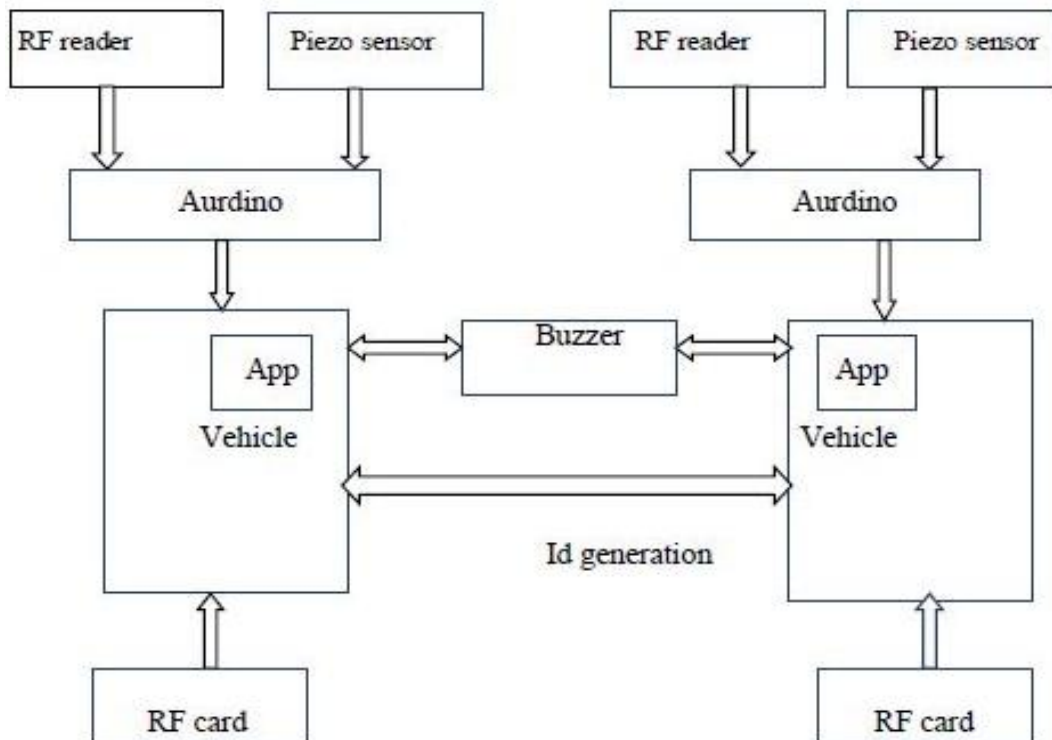 RF reader
Piezo sensor
RF reader
Piezo sensor
Aurdino
Aurdino
Buzzer
App
App
Vehicle
Vehicle
Id generation
RF card
RF card